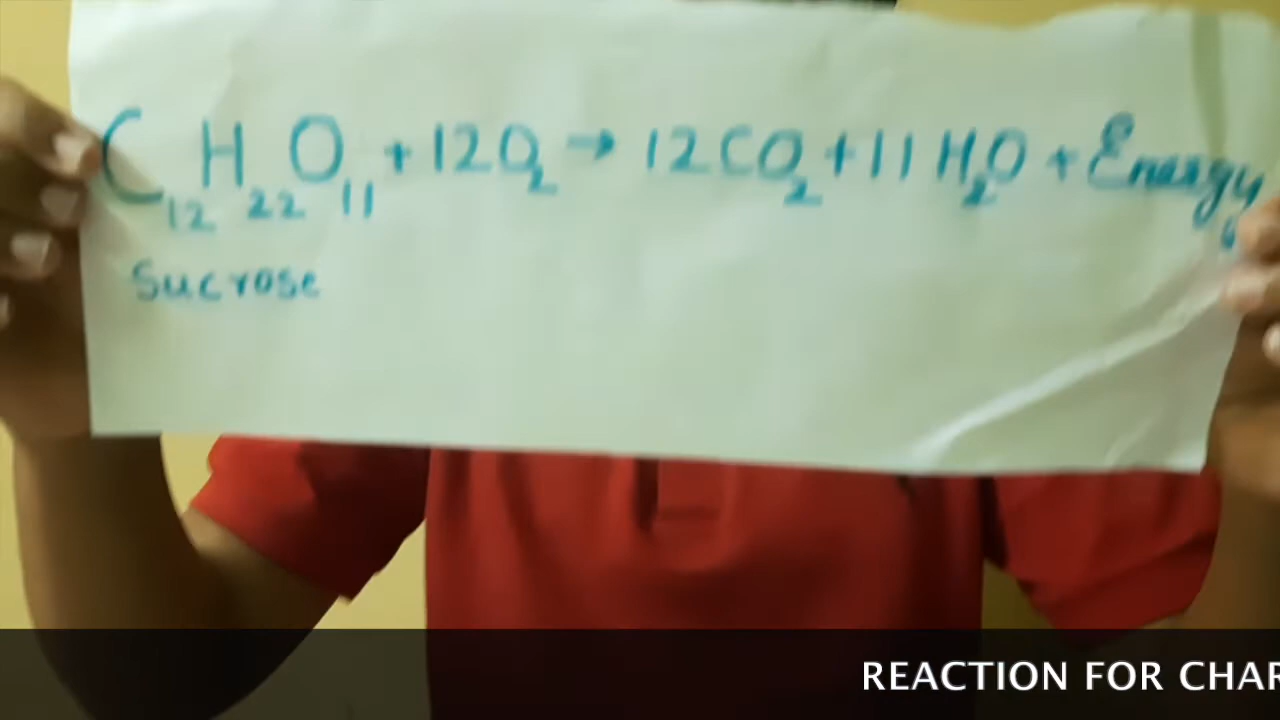 C12H22O11 + 12O2 → 12CO2 + 11H2O + Energy
Sucrose
REACTION FOR CHAR